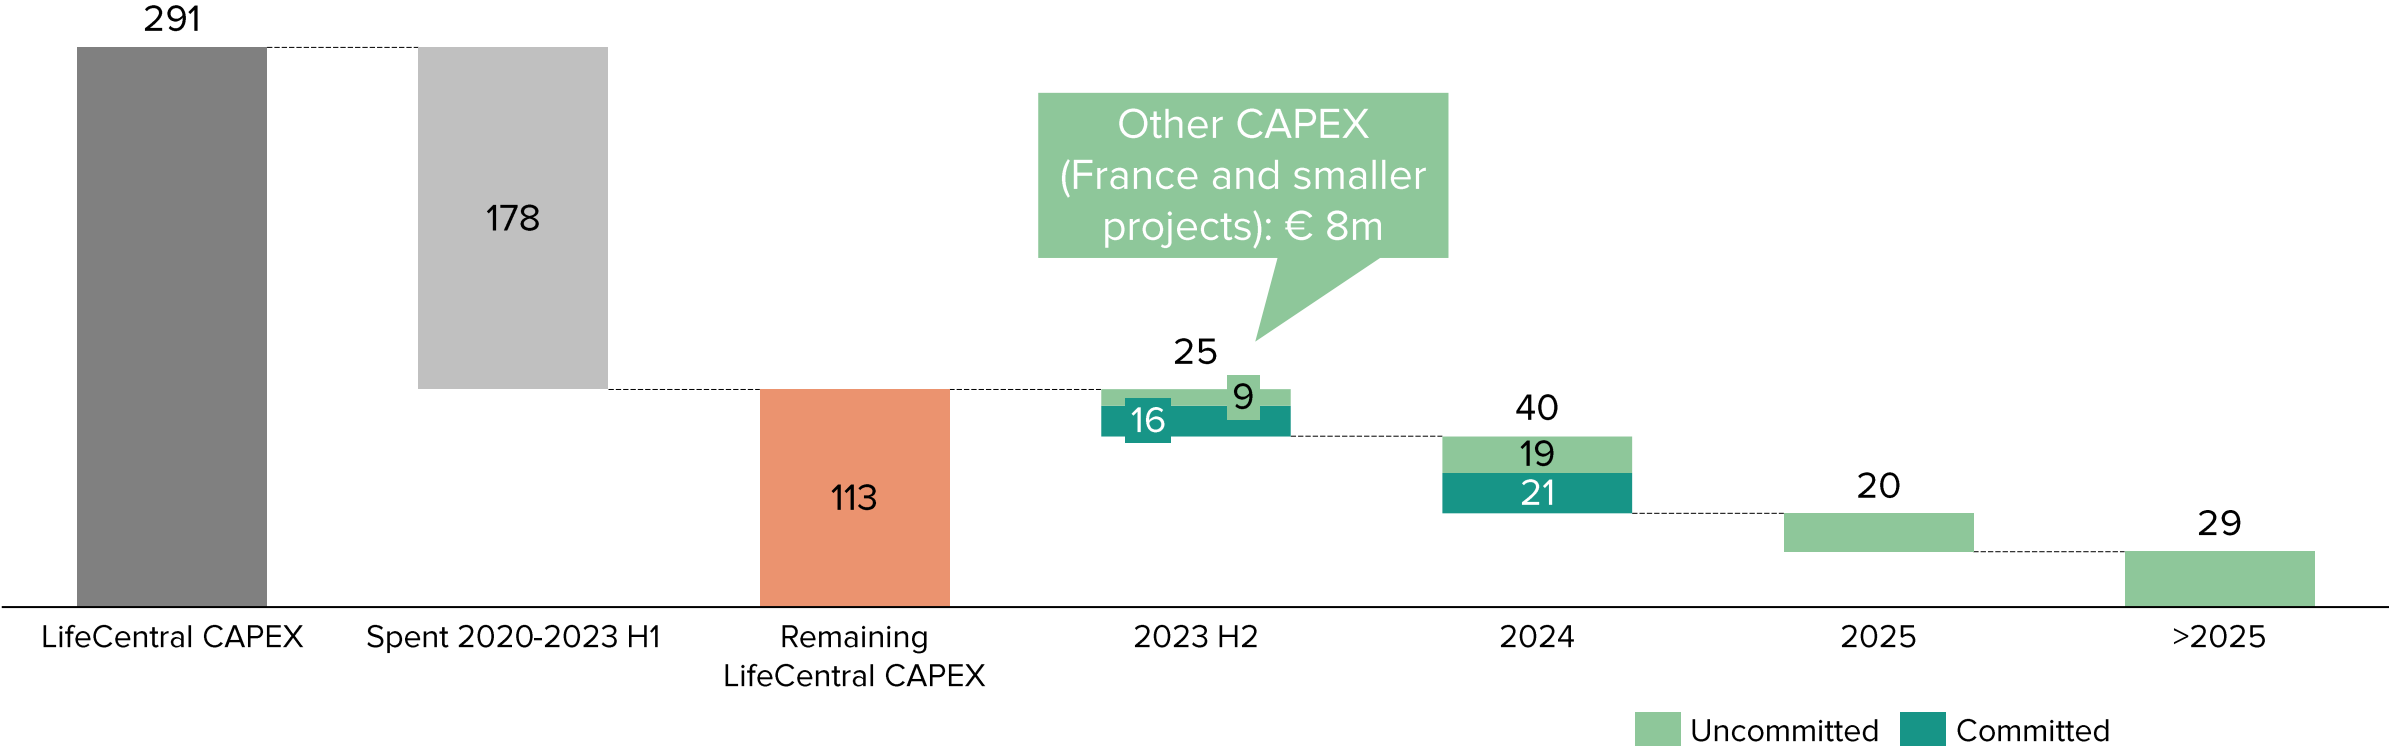 291
178
113
Other CAPEX
(France and smaller
projects): € 8m
25
9
16
40
19
21
20
29
LifeCentral CAPEX
Spent 2020-2023 H1
Remaining
LifeCentral CAPEX
2023 H2
2024
2025
>2025
Uncommitted
Committed